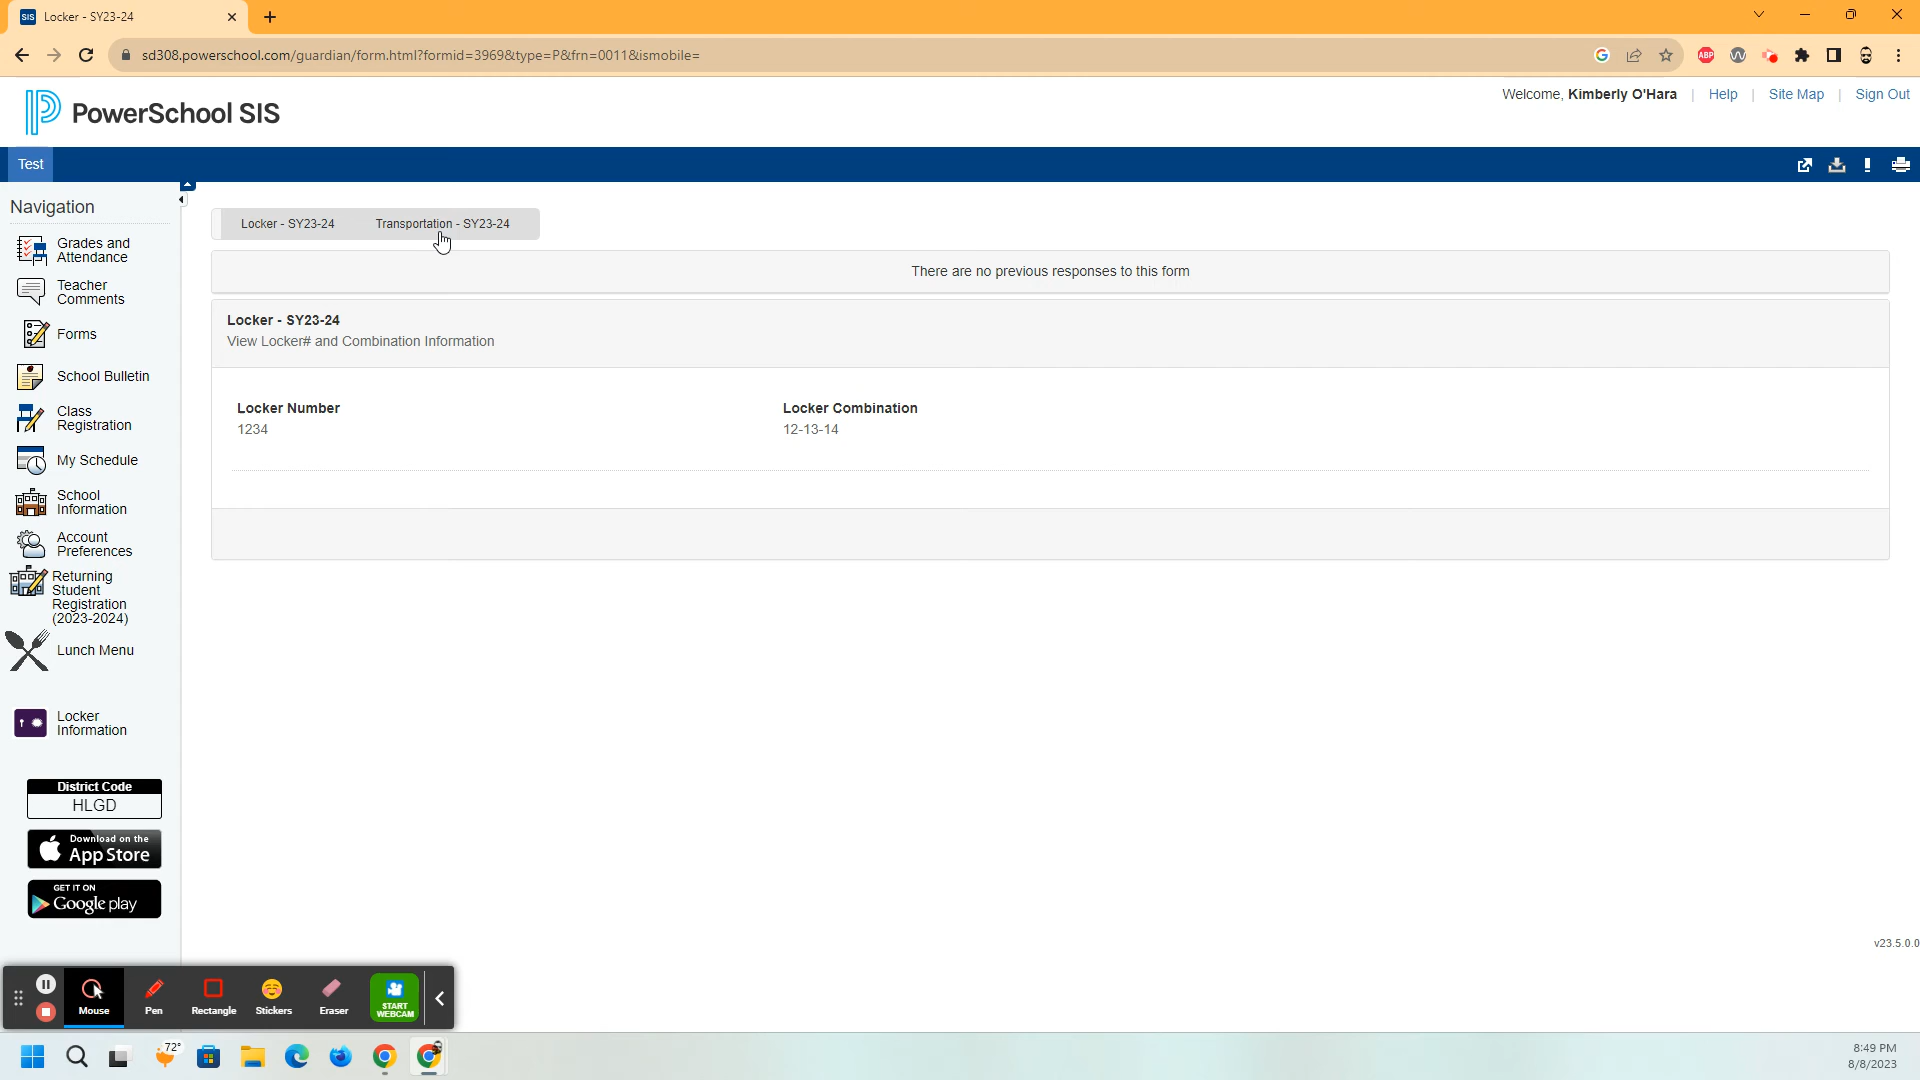 SIS Locker - SY23-24
sd308.powerschool.com/guardian/form.html?formid=3969&type=P&frn=0011&ismobile=
ABP
PowerSchool SIS
Welcome, Kimberly O'Hara | Help | Site Map | Sign Out
Test
Navigation
Grades and
Attendance
Teacher
Comments
Forms
School Bulletin
Class
Registration
My Schedule
School
Information
Account
Preferences
Returning
Student
Registration
(2023-2024)
Lunch Menu
Locker
Information
District Code
HLGD
Download on the
App Store
GET IT ON
Google play
Locker - SY23-24 Transportation - SY23-24
There are no previous responses to this form
Locker - SY23-24
View Locker# and Combination Information
Locker Number Locker Combination
1234 12-13-14
v23.5.0.0
Mouse Pen Rectangle Stickers Eraser START
WEBCAM
72°
8:49 PM
8/8/2023